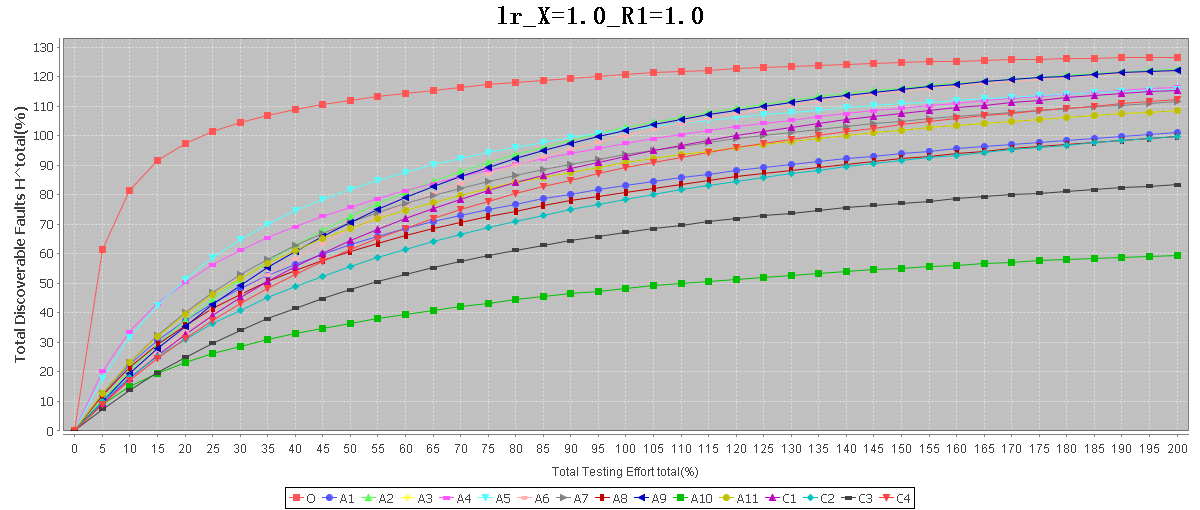 lr_X=1.0_R1=1.0
Total Discoverable Faults H^total(%)
130
120
110
100
90
80
70
60
50
40
30
20
10
0
0 5 10 15 20 25 30 35 40 45 50 55 60 65 70 75 80 85 90 95 100 105 110 115 120 125 130 135 140 145 150 155 160 165 170 175 180 185 190 195 200
Total Testing Effort total(%)
O A1 A2 A3 A4 A5 A6 A7 A8 A9 A10 A11 C1 C2 C3 C4